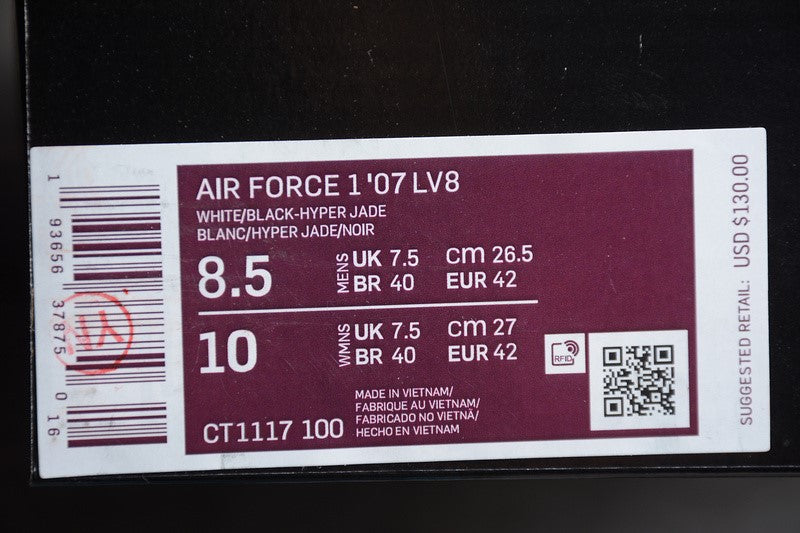 AIR FORCE 1 '07 LV8
WHITE/BLACK-HYPER JADE
BLANC/HYPER JADE/NOIR
8.5
MENS
UK 7.5 cm 26.5
BR 40 EUR 42
10
WMNS
UK 7.5 cm 27
BR 40 EUR 42
RFID
CT1117 100
MADE IN VIETNAM/
FABRIQUE AU VIETNAM/
FABRICADO NO VIETNÃ/
HECHO EN VIETNAM
1 93656 37875 0 16
SUGGESTED RETAIL: USD $130.00